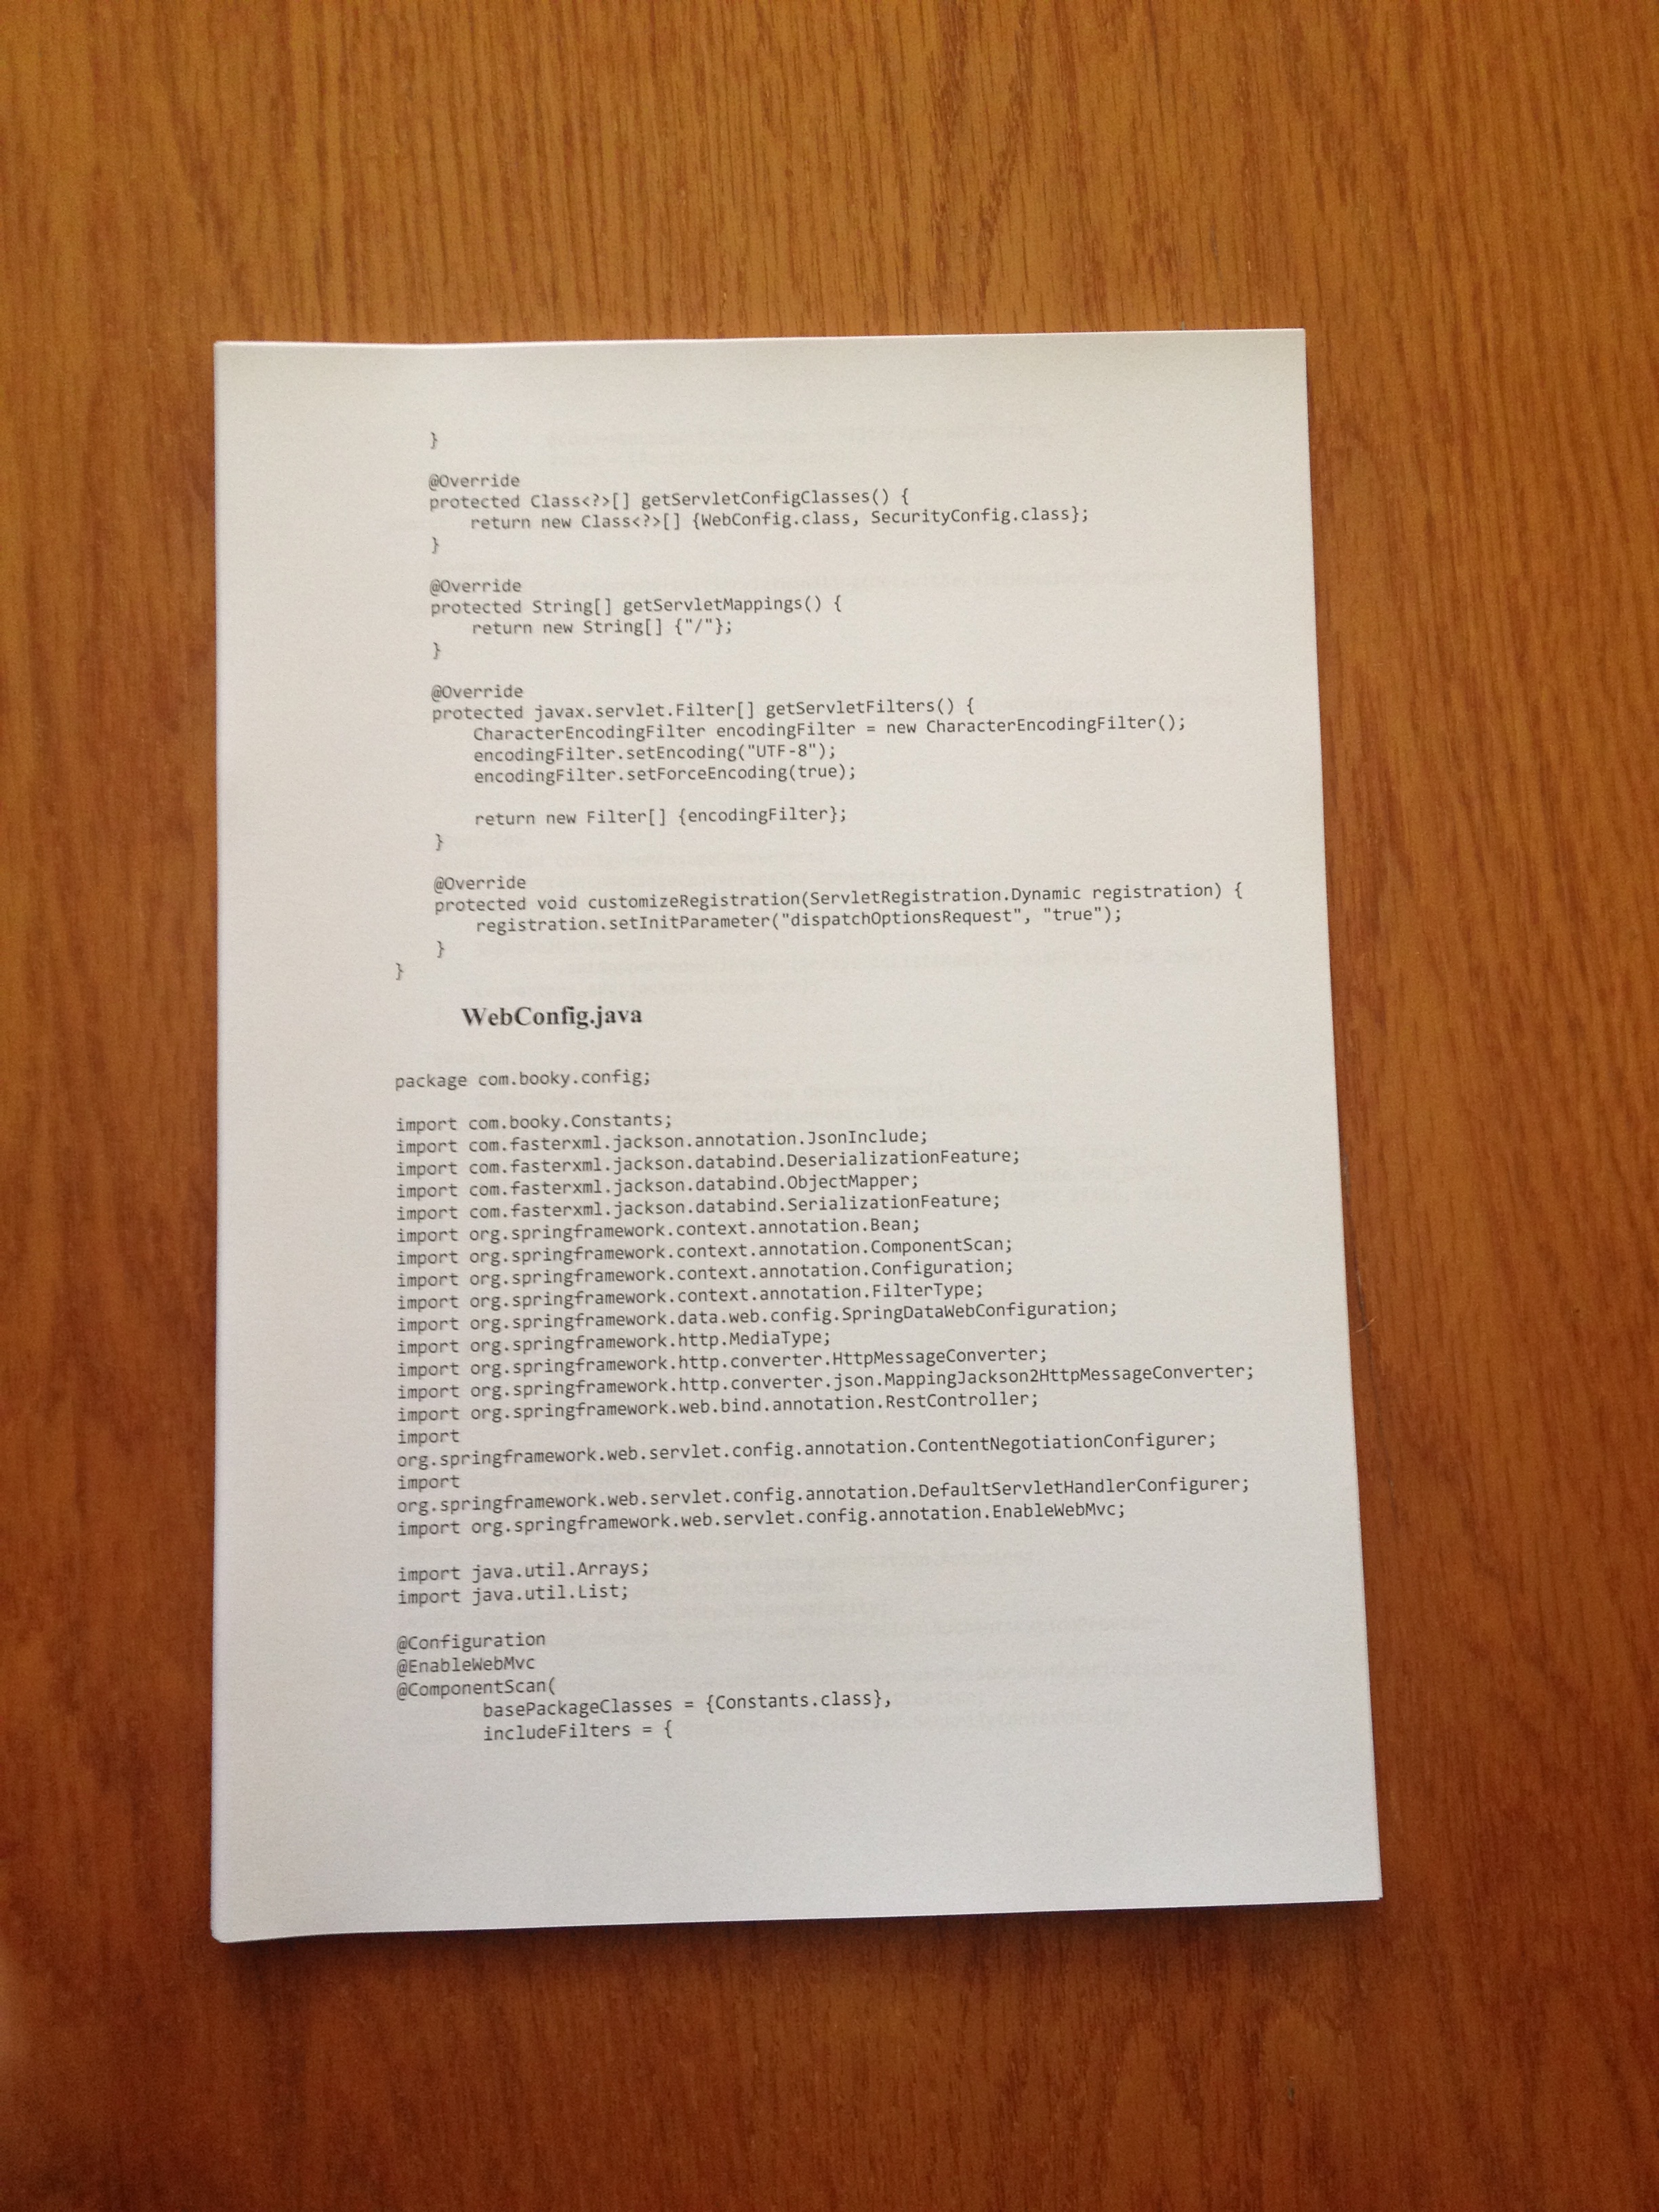 }

    @Override
    protected Class<?>[] getServletConfigClasses() {
        return new Class<?>[] {WebConfig.class, SecurityConfig.class};
    }

    @Override
    protected String[] getServletMappings() {
        return new String[] {"/"};
    }

    @Override
    protected javax.servlet.Filter[] getServletFilters() {
        CharacterEncodingFilter encodingFilter = new CharacterEncodingFilter();
        encodingFilter.setEncoding("UTF-8");
        encodingFilter.setForceEncoding(true);

        return new Filter[] {encodingFilter};
    }

    @Override
    protected void customizeRegistration(ServletRegistration.Dynamic registration) {
        registration.setInitParameter("dispatchOptionsRequest", "true");
    }
}

WebConfig.java

package com.booky.config;

import com.booky.Constants;
import com.fasterxml.jackson.annotation.JsonInclude;
import com.fasterxml.jackson.databind.DeserializationFeature;
import com.fasterxml.jackson.databind.ObjectMapper;
import com.fasterxml.jackson.databind.SerializationFeature;
import org.springframework.context.annotation.Bean;
import org.springframework.context.annotation.ComponentScan;
import org.springframework.context.annotation.Configuration;
import org.springframework.context.annotation.FilterType;
import org.springframework.data.web.config.SpringDataWebConfiguration;
import org.springframework.http.MediaType;
import org.springframework.http.converter.HttpMessageConverter;
import org.springframework.http.converter.json.MappingJackson2HttpMessageConverter;
import org.springframework.web.bind.annotation.RestController;
import
org.springframework.web.servlet.config.annotation.ContentNegotiationConfigurer;
import
org.springframework.web.servlet.config.annotation.DefaultServletHandlerConfigurer;
import org.springframework.web.servlet.config.annotation.EnableWebMvc;

import java.util.Arrays;
import java.util.List;

@Configuration
@EnableWebMvc
@ComponentScan(
        basePackageClasses = {Constants.class},
        includeFilters = {